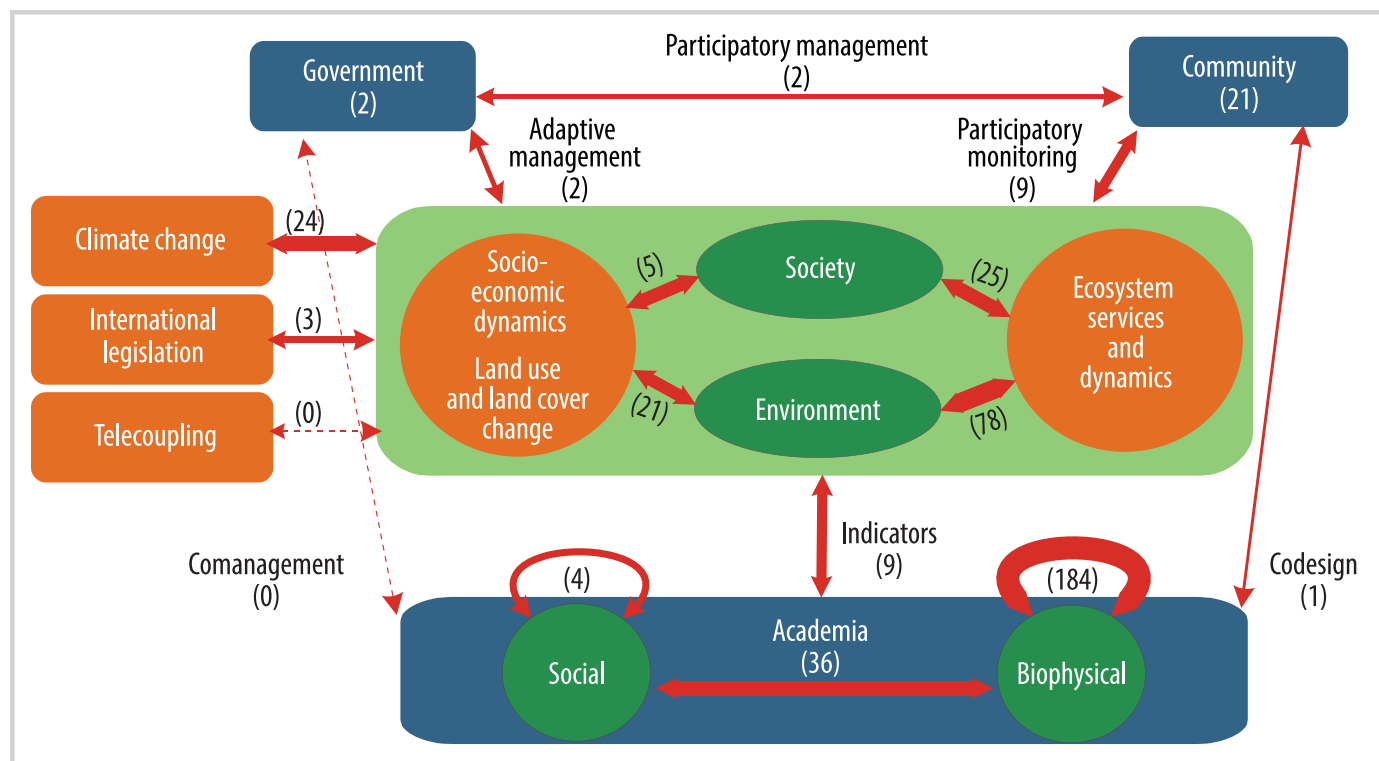 Participatory management
(2)
Government
(2)
Community
(21)
Adaptive
management
(2)
Participatory
monitoring
(9)
Climate change
(24)
International
legislation
(3)
Telecoupling
(0)
Socio-
economic
dynamics
Land use
and land cover
change
(5)
(21)
Society
Environment
(25)
(78)
Ecosystem
services
and
dynamics
Comanagement
(0)
Indicators
(9)
Codesign
(1)
(4)
(184)
Academia
(36)
Social
Biophysical